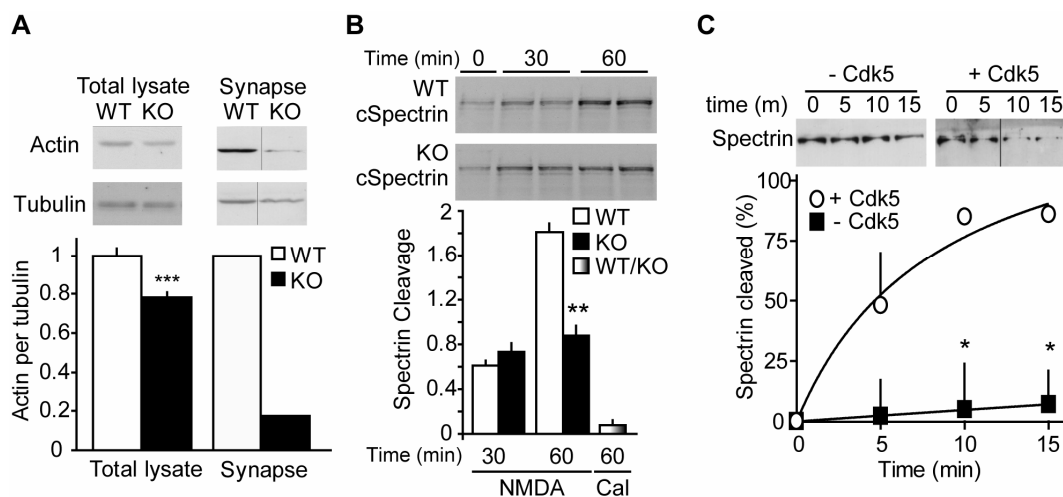 A
Total lysate
Synapse
WT KO
WT KO
Actin
Tubulin
Actin per tubulin
1
0.8
0.6
0.4
0.2
0
***
WT
KO
Total lysate
Synapse
B
Time (min) 0 30 60
WT
cSpectrin
KO
cSpectrin
Spectrin Cleavage
2
1.6
1.2
0.8
0.4
0
WT
KO
WT/KO
**
Time (min)
30 60 60
NMDA Cal
C
- Cdk5 + Cdk5
time (m) 0 5 10 15 0 5 10 15
Spectrin
Spectrin cleaved (%)
100
75
50
25
0
+ Cdk5
- Cdk5
* *
0 5 10 15
Time (min)